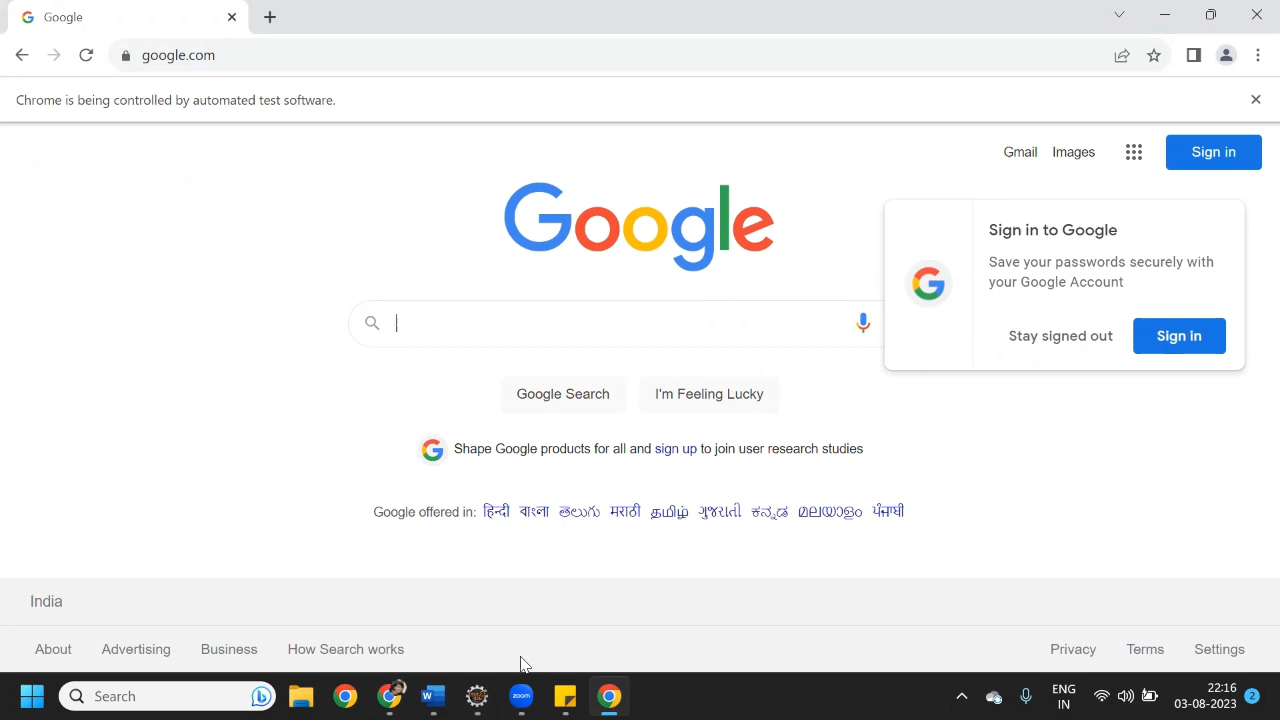 Google
google.com
Chrome is being controlled by automated test software.
Gmail Images Sign in
Google
Sign in to Google
Save your passwords securely with
your Google Account
Stay signed out Sign in
Google Search I'm Feeling Lucky
Shape Google products for all and sign up to join user research studies
Google offered in: हिन्दी বাংলা తెలుగు मराठी தமிழ் ગુજરાતી ಕನ್ನಡ മലയാളം ਪੰਜਾਬੀ
India
About Advertising Business How Search works Privacy Terms Settings
Search zoom ENG IN 22:16 03-08-2023 2